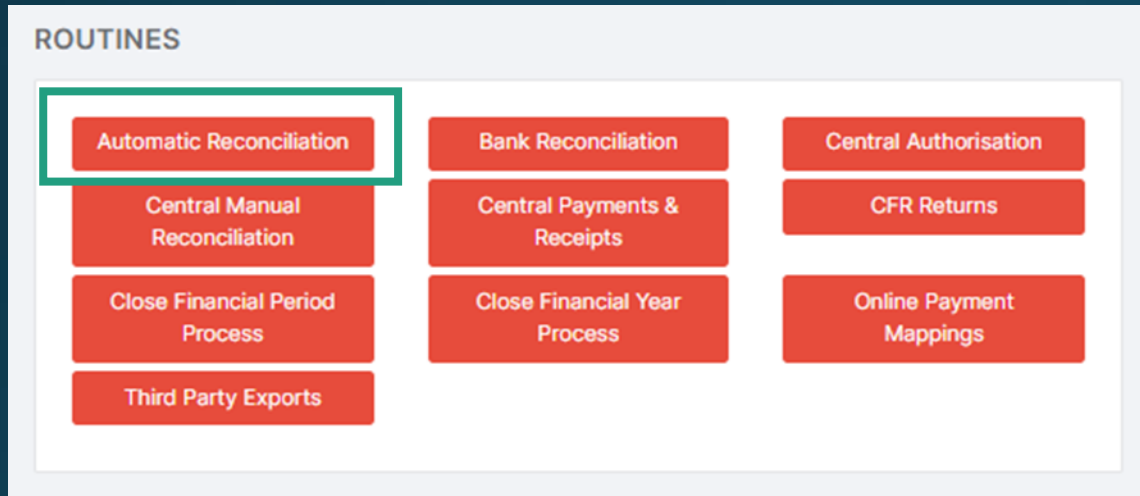 ROUTINES
Automatic Reconciliation
Bank Reconciliation
Central Authorisation
Central Manual
Reconciliation
Central Payments &
Receipts
CFR Returns
Close Financial Period
Process
Close Financial Year
Process
Online Payment
Mappings
Third Party Exports